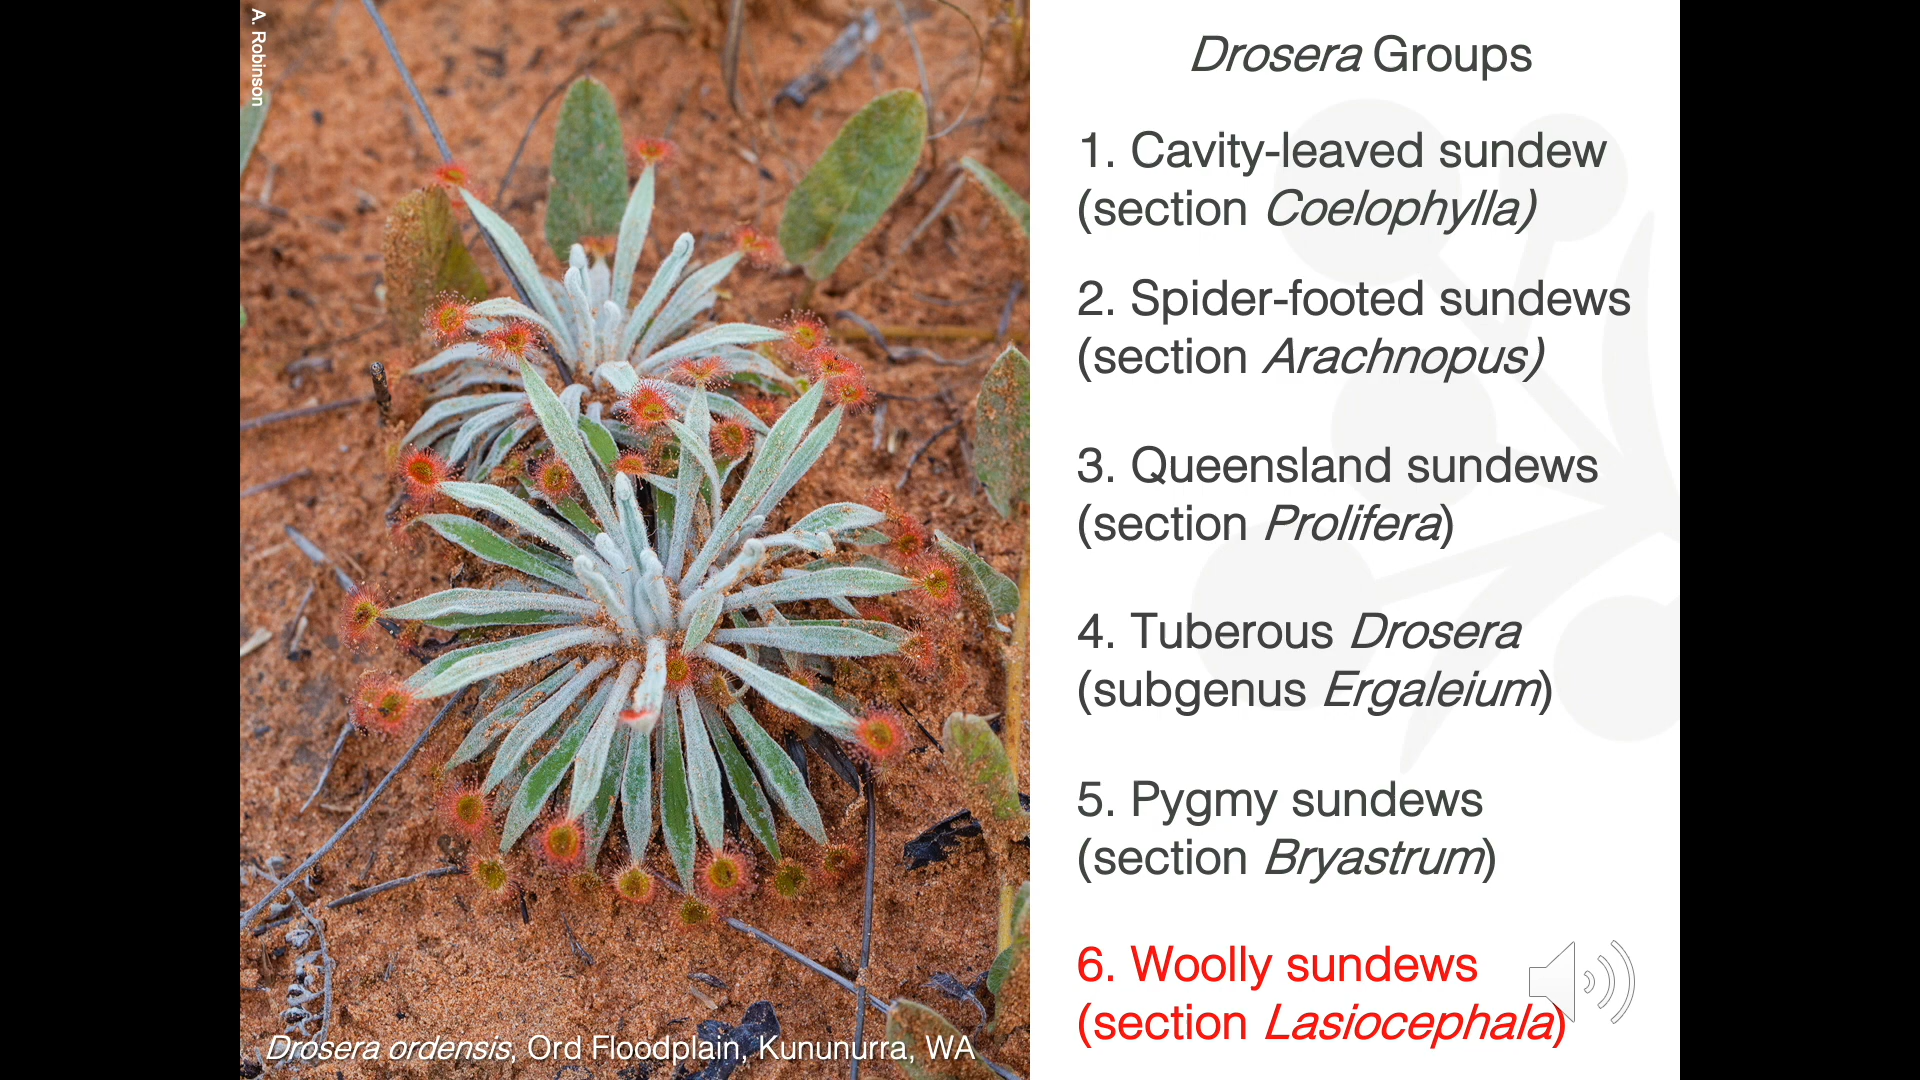 A. Robinson
Drosera ordensis, Ord Floodplain, Kununurra, WA
Drosera Groups
1. Cavity-leaved sundew
(section Coelophylla)
2. Spider-footed sundews
(section Arachnopus)
3. Queensland sundews
(section Prolifera)
4. Tuberous Drosera
(subgenus Ergaleium)
5. Pygmy sundews
(section Bryastrum)
6. Woolly sundews
(section Lasiocephala)